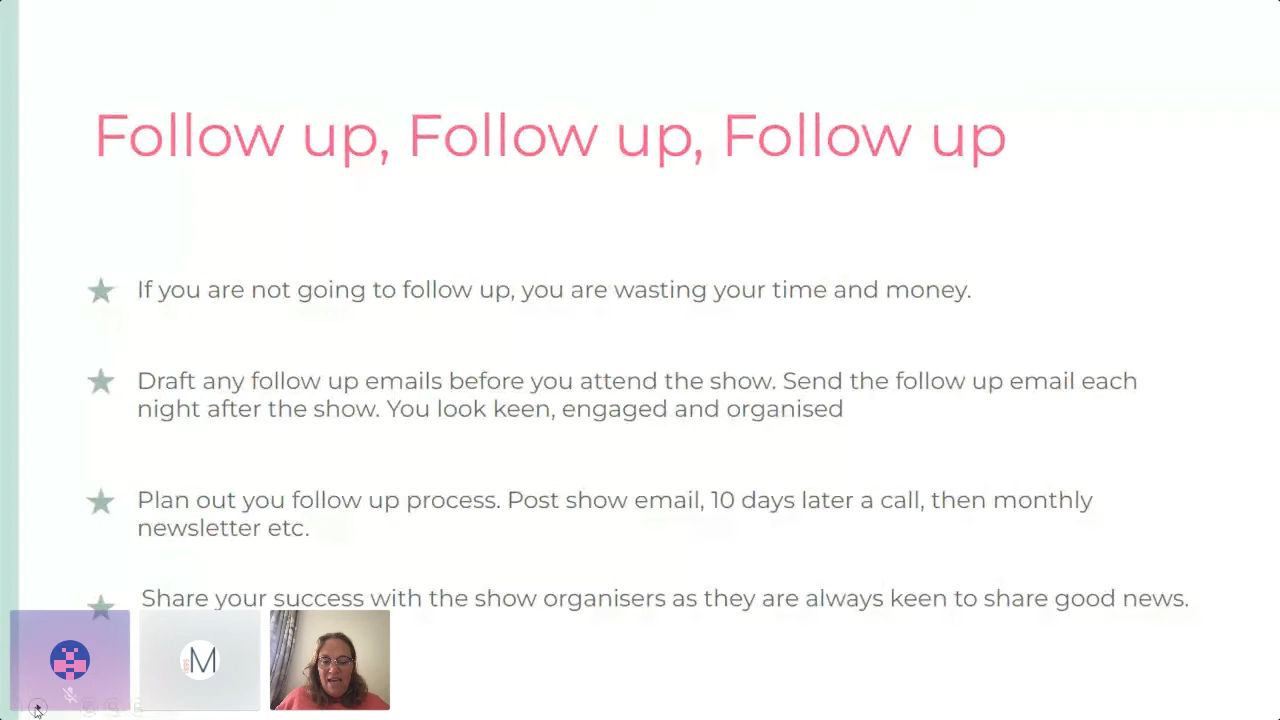 Follow up, Follow up, Follow up
If you are not going to follow up, you are wasting your time and money.
Draft any follow up emails before you attend the show. Send the follow up email each
night after the show. You look keen, engaged and organised
Plan out you follow up process. Post show email, 10 days later a call, then monthly
newsletter etc.
Share your success with the show organisers as they are always keen to share good news.
M